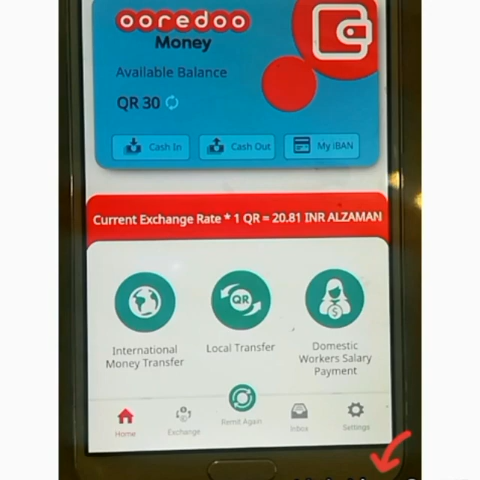 ooredoo
Money
Available Balance
QR 30
Cash In
Cash Out
My iBAN
Current Exchange Rate * 1 QR = 20.81 INR ALZAMAN
QR
International
Money Transfer
Local Transfer
Domestic
Workers Salary
Payment
Home
Exchange
Remit Again
Inbox
Settings